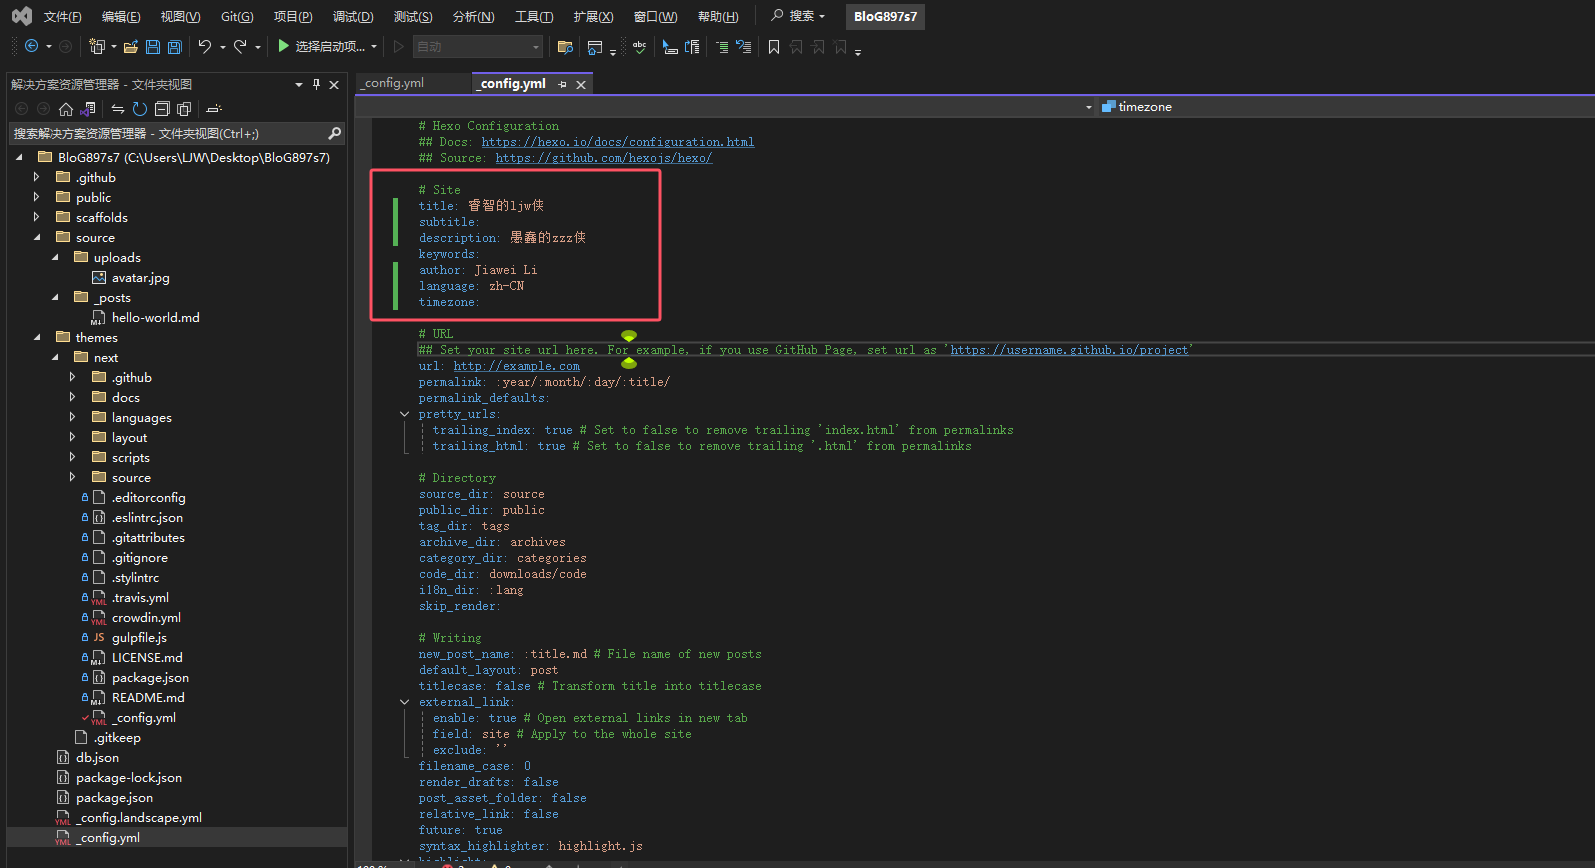 文件(F) 编辑(E) 视图(V) Git(G) 项目(P) 调试(D) 测试(S) 分析(N) 工具(T) 扩展(X) 窗口(W) 帮助(H) 搜索 BloG897s7
选择启动项... 自动
解决方案资源管理器 - 文件夹视图
搜索解决方案资源管理器 - 文件夹视图(Ctrl+;)
BloG897s7 (C:\Users\LJW\Desktop\BloG897s7)
.github
public
scaffolds
source
uploads
avatar.jpg
_posts
hello-world.md
themes
next
.github
docs
languages
layout
scripts
source
.editorconfig
.eslintrc.json
.gitattributes
.gitignore
.stylintrc
.travis.yml
crowdin.yml
gulpfile.js
LICENSE.md
package.json
README.md
_config.yml
.gitkeep
db.json
package-lock.json
package.json
_config.landscape.yml
_config.yml
_config.yml _config.yml
timezone
# Hexo Configuration
## Docs: https://hexo.io/docs/configuration.html
## Source: https://github.com/hexojs/hexo/
# Site
title: 睿智的ljw侠
subtitle:
description: 愚蠢的zzz侠
keywords:
author: Jiawei Li
language: zh-CN
timezone:
# URL
## Set your site url here. For example, if you use GitHub Page, set url as 'https://username.github.io/project'
url: http://example.com
permalink: :year/:month/:day/:title/
permalink_defaults:
pretty_urls:
trailing_index: true # Set to false to remove trailing 'index.html' from permalinks
trailing_html: true # Set to false to remove trailing '.html' from permalinks
# Directory
source_dir: source
public_dir: public
tag_dir: tags
archive_dir: archives
category_dir: categories
code_dir: downloads/code
i18n_dir: :lang
skip_render:
# Writing
new_post_name: :title.md # File name of new posts
default_layout: post
titlecase: false # Transform title into titlecase
external_link:
enable: true # Open external links in new tab
field: site # Apply to the whole site
exclude: ''
filename_case: 0
render_drafts: false
post_asset_folder: false
relative_link: false
future: true
syntax_highlighter: highlight.js